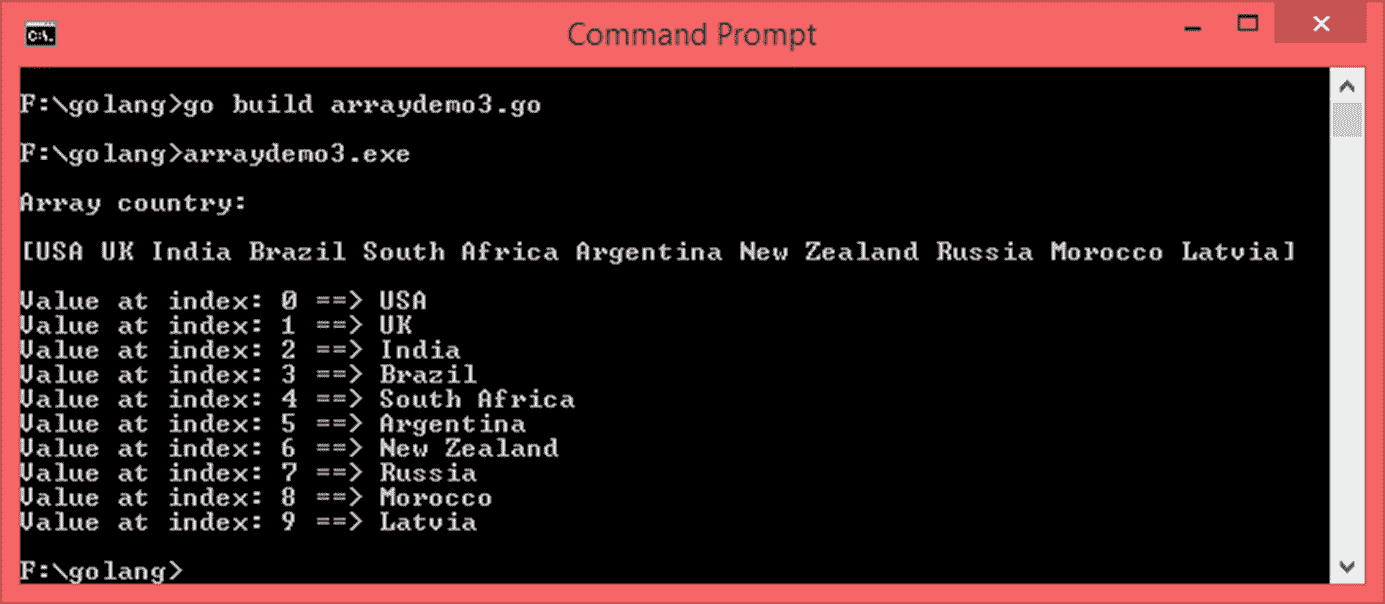 Command Prompt
F:\golang>go build arraydemo3.go
F:\golang>arraydemo3.exe
Array country:
[USA UK India Brazil South Africa Argentina New Zealand Russia Morocco Latvia]
Value at index: 0 ==> USA
Value at index: 1 ==> UK
Value at index: 2 ==> India
Value at index: 3 ==> Brazil
Value at index: 4 ==> South Africa
Value at index: 5 ==> Argentina
Value at index: 6 ==> New Zealand
Value at index: 7 ==> Russia
Value at index: 8 ==> Morocco
Value at index: 9 ==> Latvia
F:\golang>